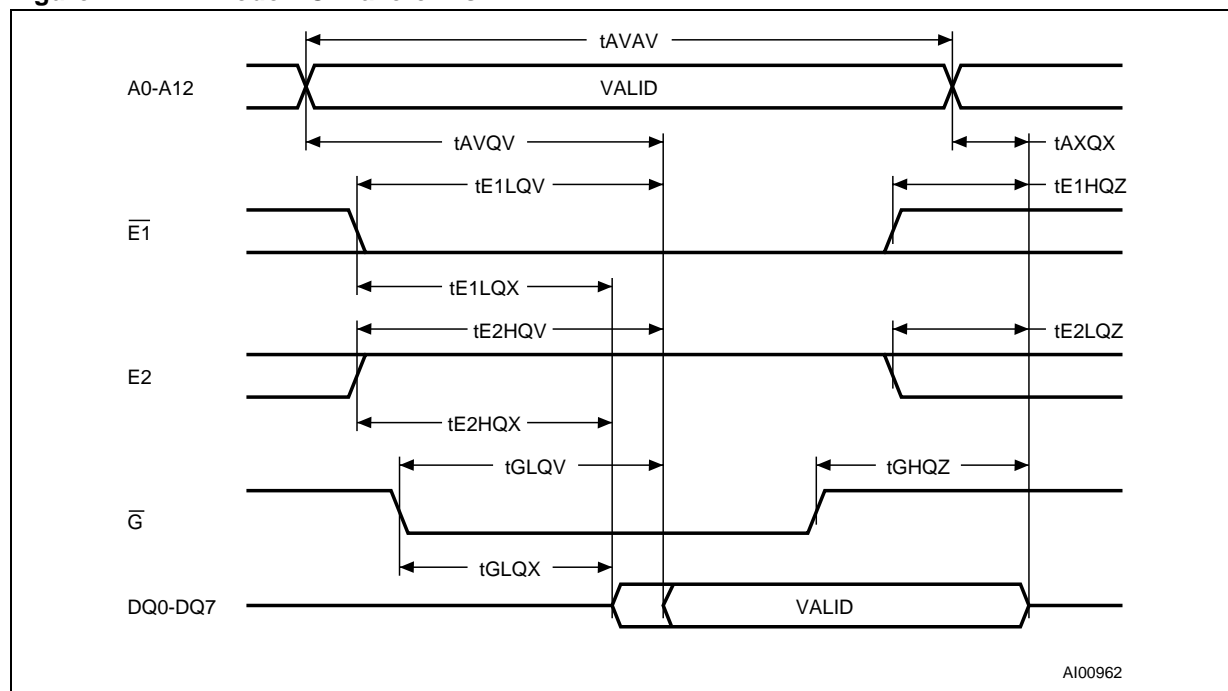 tAVAV
A0-A12
VALID
tAVQV
tAXQX
tE1LQV
tE1HQZ
E1
tE1LQX
tE2HQV
tE2LQZ
E2
tE2HQX
tGLQV
tGHQZ
G
tGLQX
DQ0-DQ7
VALID
AI00962